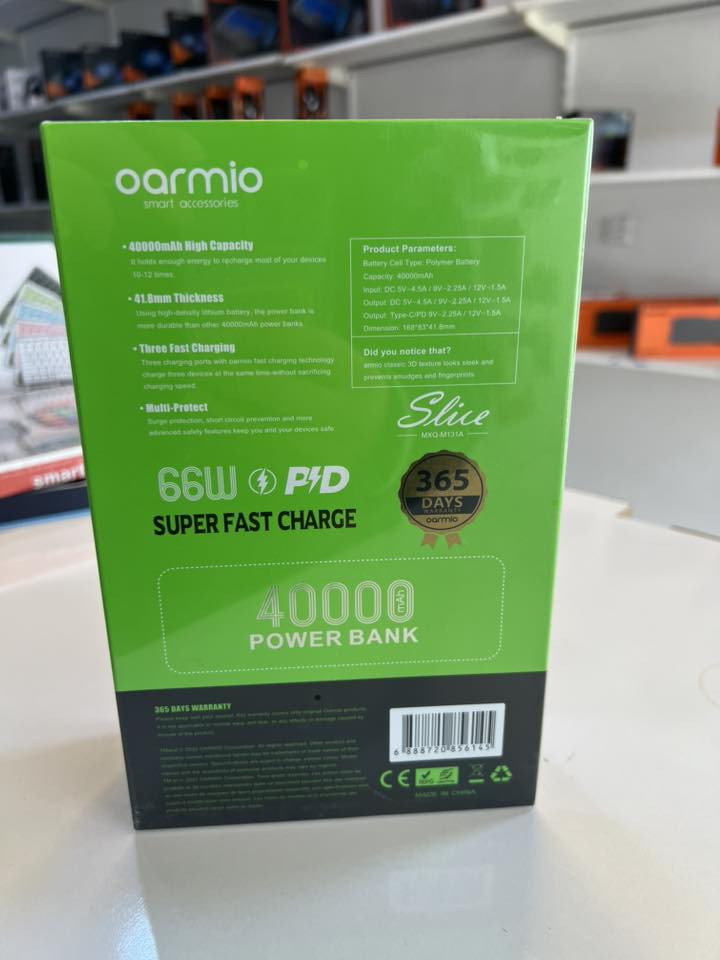 oarmio
smart accessories
• 40000mAh High Capacity
It holds enough energy to recharge most of your devices
10-12 times.
• 41.8mm Thickness
Using high-density lithium battery, the power bank is
more durable than other 40000mAh power banks.
• Three Fast Charging
Three charging ports with oarmio fast charging technology
charge three devices at the same time-without sacrificing
charging speed.
• Multi-Protect
Surge protection, short circuit prevention and more
advanced safety features keep you and your devices safe.
Product Parameters:
Battery Cell Type: Polymer Battery
Capacity: 40000mAh
Input: DC 5V⎓4.5A / 9V⎓2.25A / 12V⎓1.5A
Output: DC 5V⎓4.5A / 9V⎓2.25A / 12V⎓1.5A
Output: Type-C/PD 9V⎓2.25A / 12V⎓1.5A
Dimension: 168*83*41.8mm
Did you notice that?
armio classic 3D texture looks sleek and
prevents smudges and fingerprints
Slice
MXQ-M131A
66W PD
SUPER FAST CHARGE
365
DAYS
WARRANTY
oarmio
40000 mAh
POWER BANK
365 DAYS WARRANTY
6 888720 856145
CE RoHS
MADE IN CHINA
smar